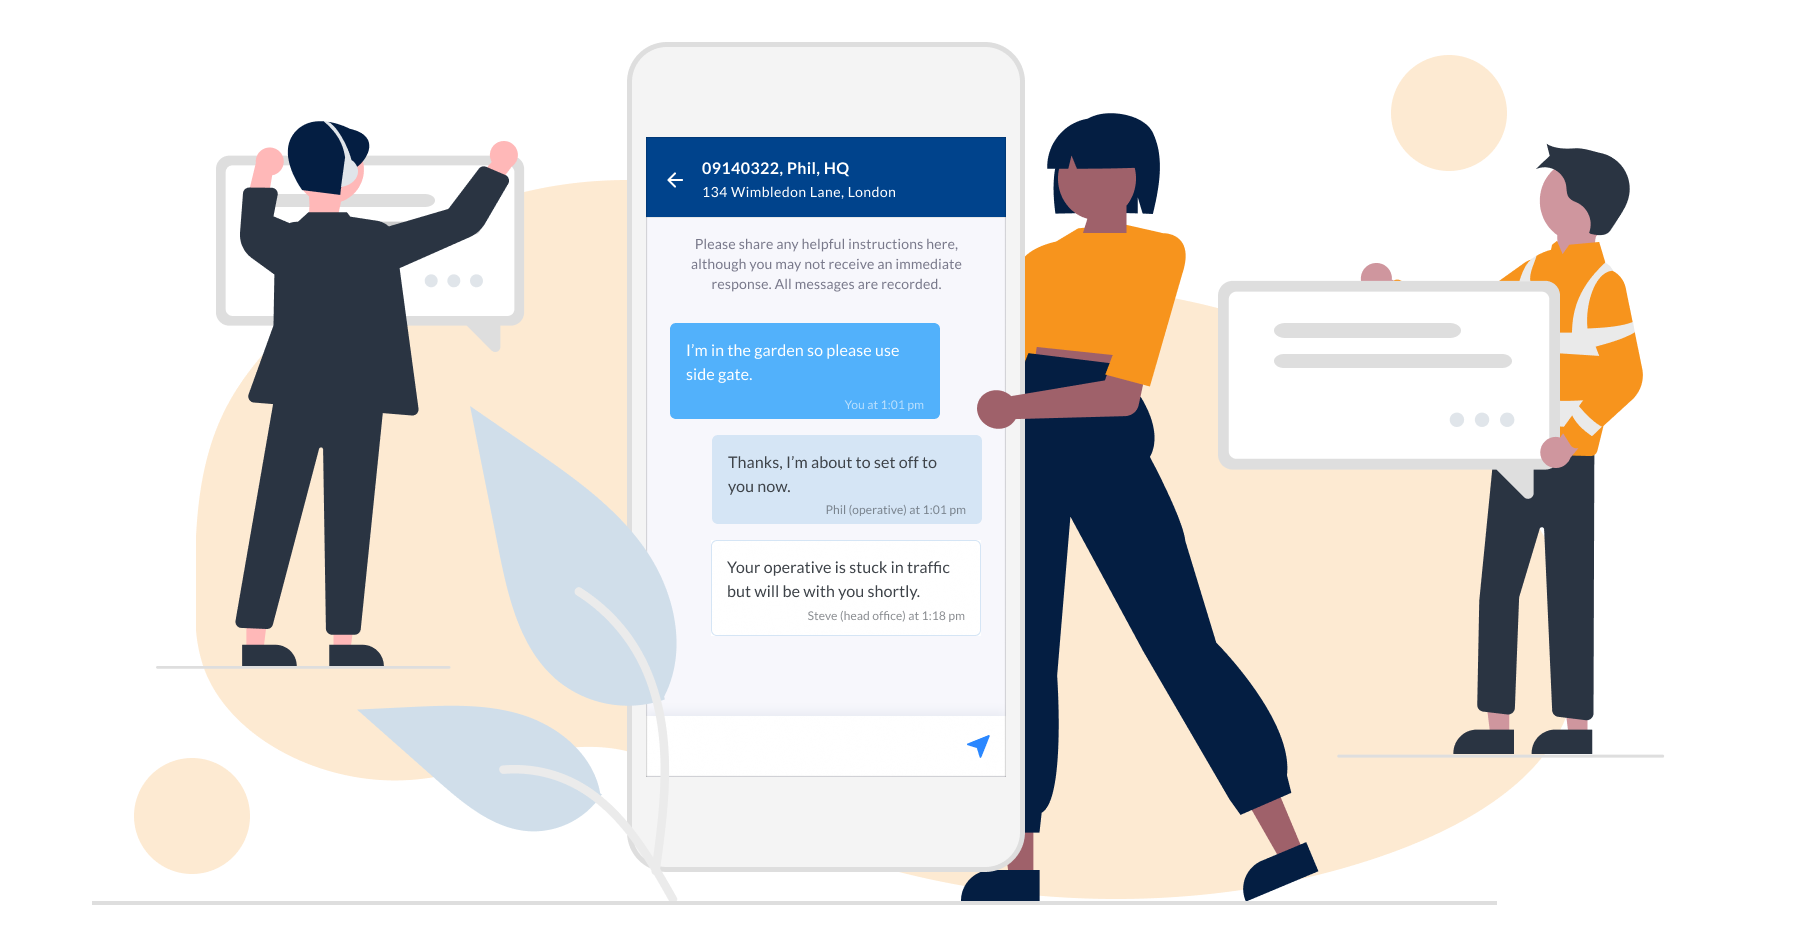 09140322, Phil, HQ
134 Wimbledon Lane, London
Please share any helpful instructions here,
although you may not receive an immediate
response. All messages are recorded.
I'm in the garden so please use
side gate.
You at 1:01 pm
Thanks, I'm about to set off to
you now.
Phil (operative) at 1:01 pm
Your operative is stuck in traffic
but will be with you shortly.
Steve (head office) at 1:18 pm